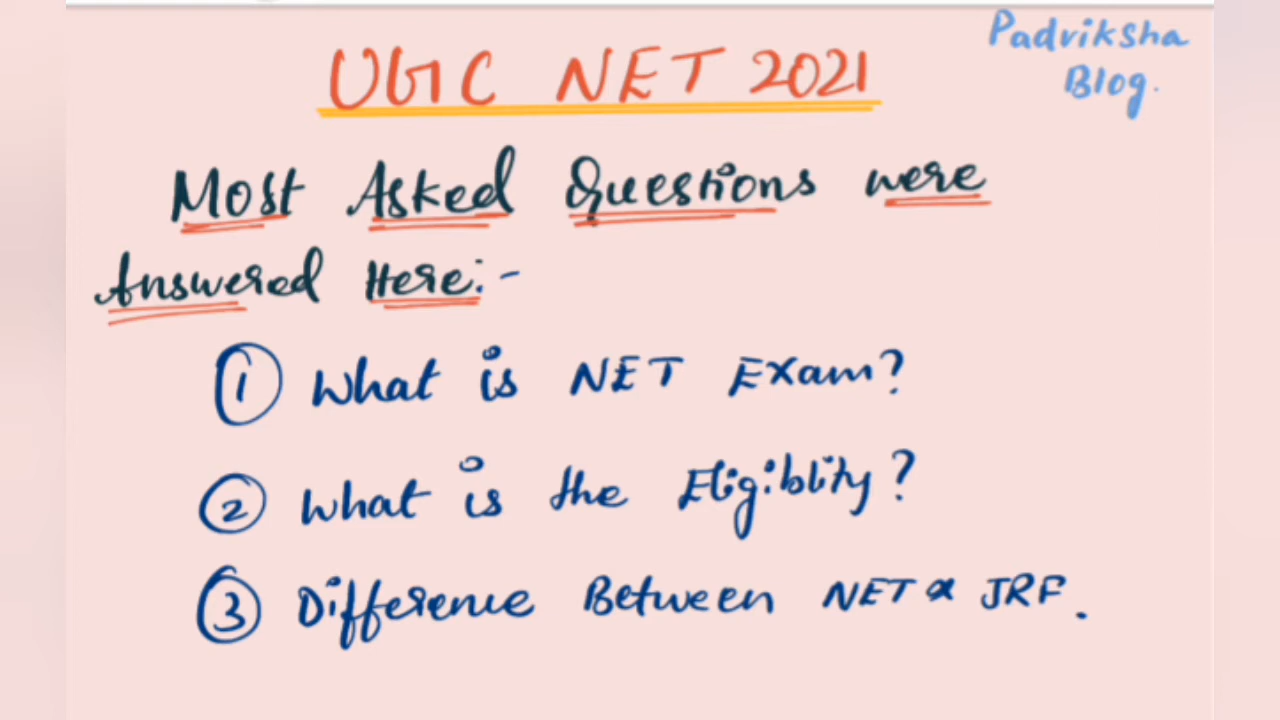 UGC NET 2021
Padviksha
Blog.
Most Asked Questions were
Answered Here:-
1 What is NET Exam?
2 What is the Eligiblity?
3 Difference Between NET & JRF.